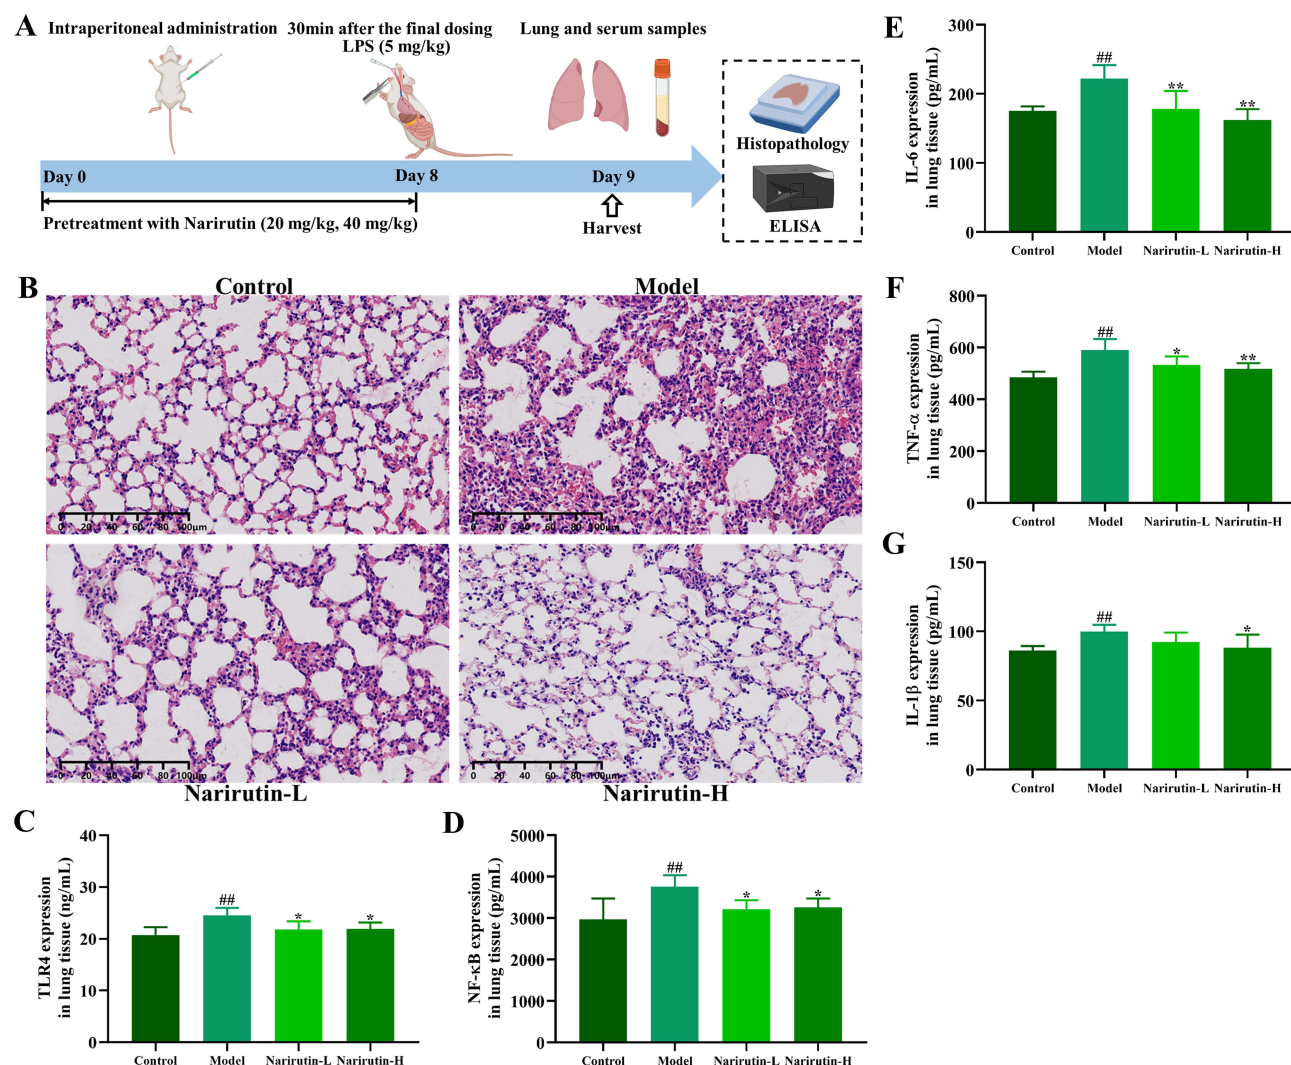 A
Intraperitoneal administration
30min after the final dosing
LPS (5 mg/kg)
Lung and serum samples
Day 0
Day 8
Day 9
Pretreatment with Narirutin (20 mg/kg, 40 mg/kg)
Harvest
Histopathology
ELISA
B
Control
Model
0 20 40 60 80 100μm
0 20 40 60 80 100μm
0 20 40 60 80 100μm
0 20 40 60 80 100μm
Narirutin-L
Narirutin-H
C
TLR4 expression
in lung tissue (ng/mL)
40
30
20
10
0
##
*
*
Control Model Narirutin-L Narirutin-H
D
NF-κB expression
in lung tissue (pg/mL)
5000
4000
3000
2000
1000
0
##
*
*
Control Model Narirutin-L Narirutin-H
E
IL-6 expression
in lung tissue (pg/mL)
300
200
100
0
##
**
**
Control Model Narirutin-L Narirutin-H
F
TNF-α expression
in lung tissue (pg/mL)
800
600
400
200
0
##
*
**
Control Model Narirutin-L Narirutin-H
G
IL-1β expression
in lung tissue (pg/mL)
150
100
50
0
##
*
Control Model Narirutin-L Narirutin-H